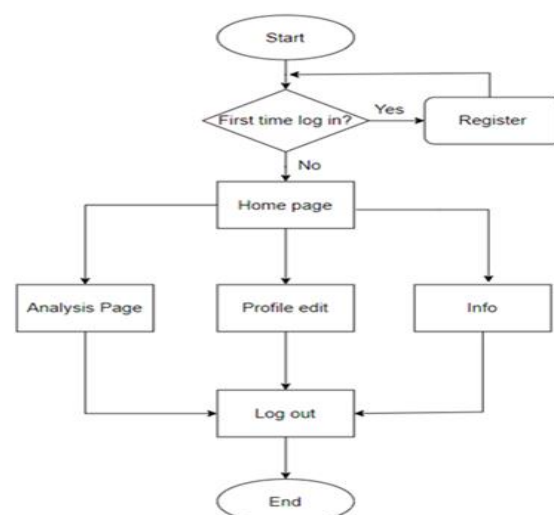 Start
First time log in?
Yes
Register
No
Home page
Analysis Page
Profile edit
Info
Log out
End